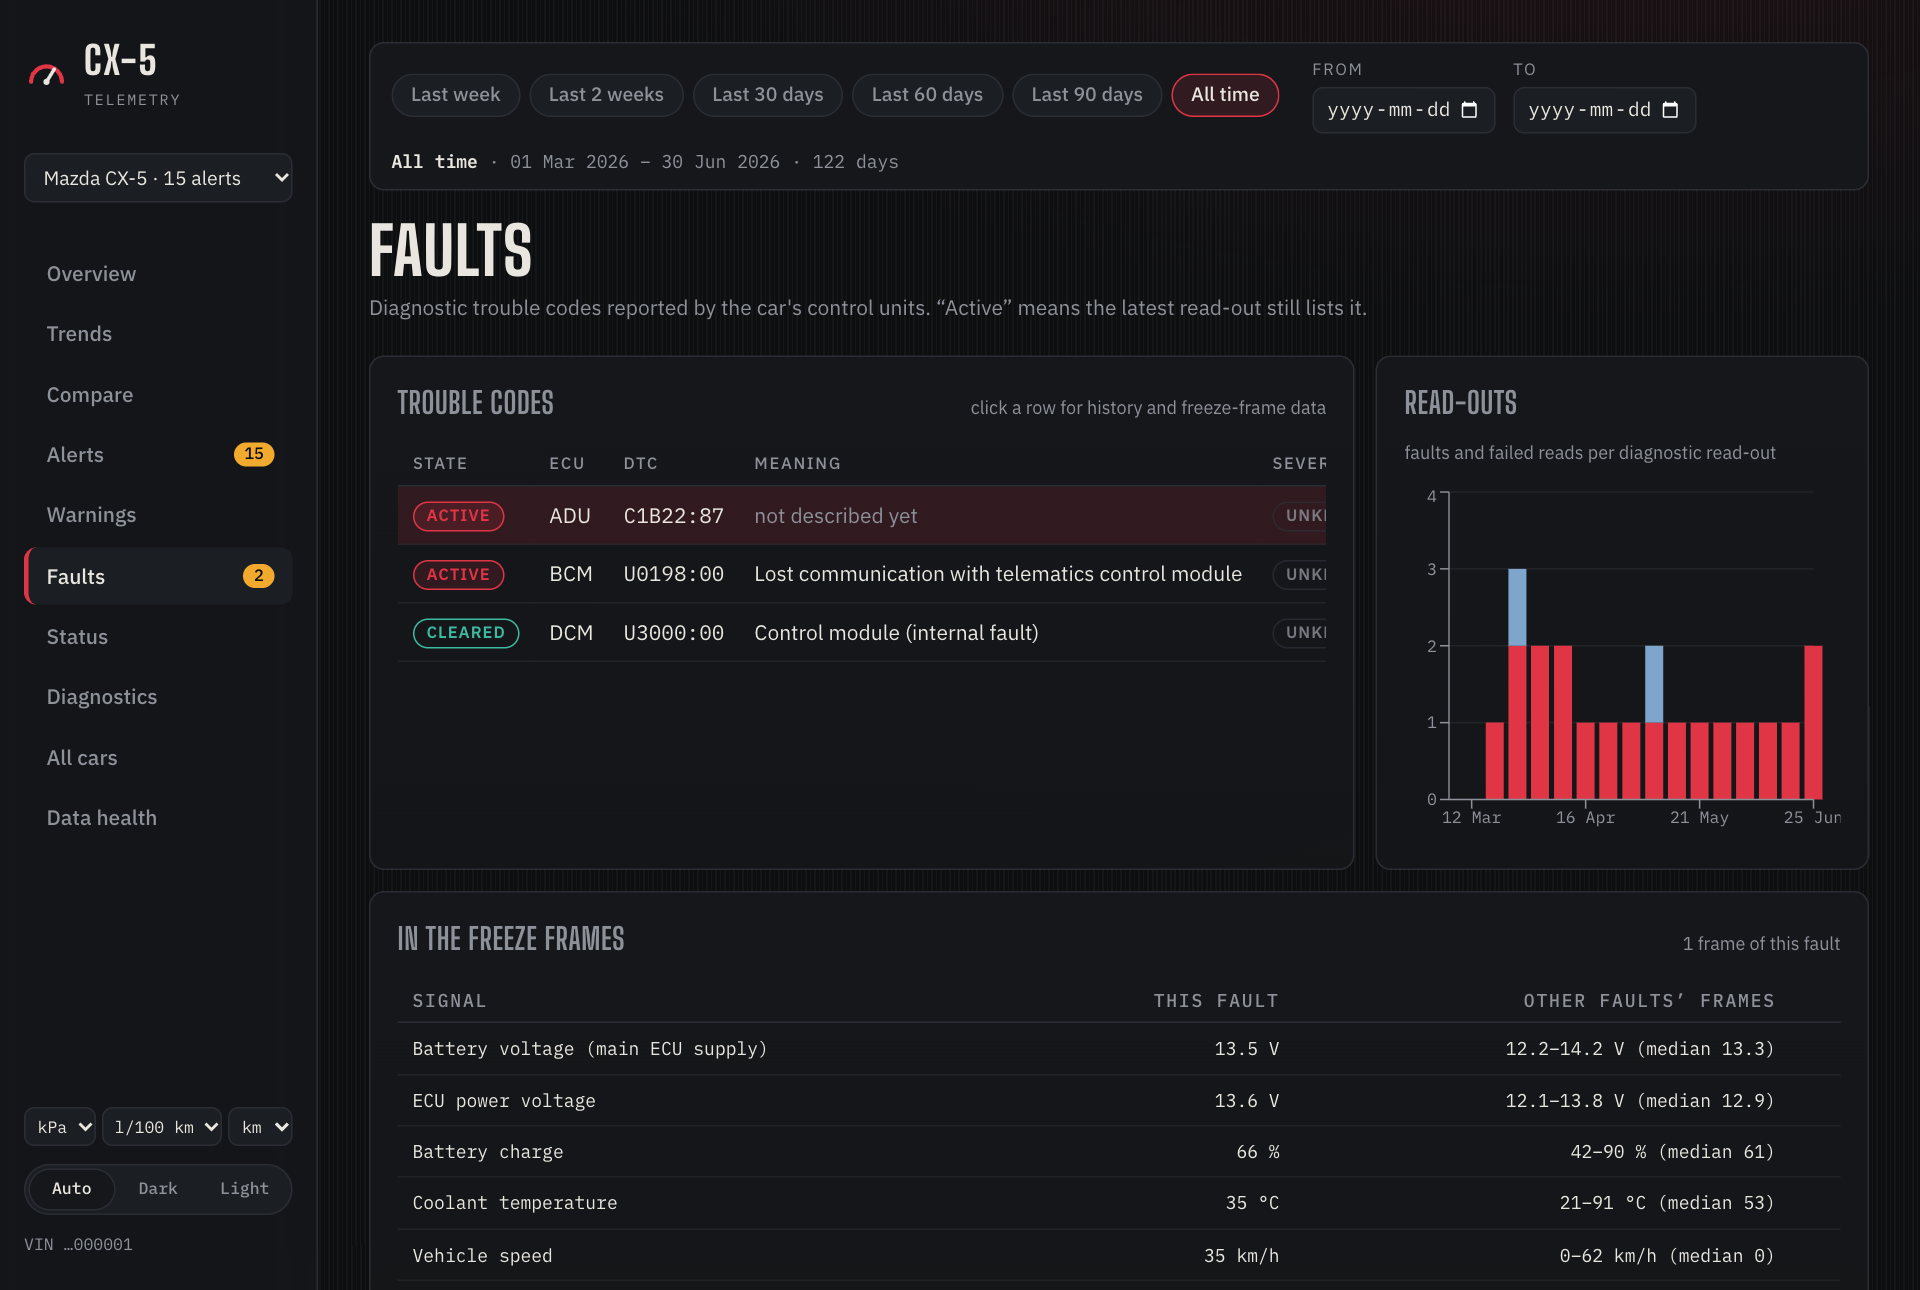 CX-5
TELEMETRY
Mazda CX-5 · 15 alerts
Overview
Trends
Compare
Alerts 15
Warnings
Faults 2
Status
Diagnostics
All cars
Data health
kPa l/100 km km
Auto Dark Light
VIN …000001
Last week Last 2 weeks Last 30 days Last 60 days Last 90 days All time
FROM TO
yyyy-mm-dd yyyy-mm-dd
All time · 01 Mar 2026 – 30 Jun 2026 · 122 days
FAULTS
Diagnostic trouble codes reported by the car's control units. “Active” means the latest read-out still lists it.
TROUBLE CODES
click a row for history and freeze-frame data
STATE ECU DTC MEANING SEVER
ACTIVE ADU C1B22:87 not described yet UNK
ACTIVE BCM U0198:00 Lost communication with telematics control module UNK
CLEARED DCM U3000:00 Control module (internal fault) UNK
READ-OUTS
faults and failed reads per diagnostic read-out
4
3
2
1
0
12 Mar 16 Apr 21 May 25 Jun
IN THE FREEZE FRAMES
1 frame of this fault
SIGNAL THIS FAULT OTHER FAULTS’ FRAMES
Battery voltage (main ECU supply) 13.5 V 12.2–14.2 V (median 13.3)
ECU power voltage 13.6 V 12.1–13.8 V (median 12.9)
Battery charge 66 % 42–90 % (median 61)
Coolant temperature 35 °C 21–91 °C (median 53)
Vehicle speed 35 km/h 0–62 km/h (median 0)